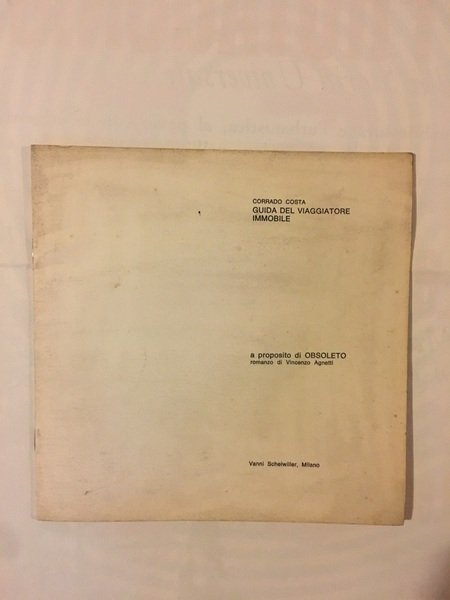 CORRADO COSTA
GUIDA DEL VIAGGIATORE
IMMOBILE
a proposito di OBSOLETO
romanzo di Vincenzo Agnetti
Vanni Scheiwiller, Milano